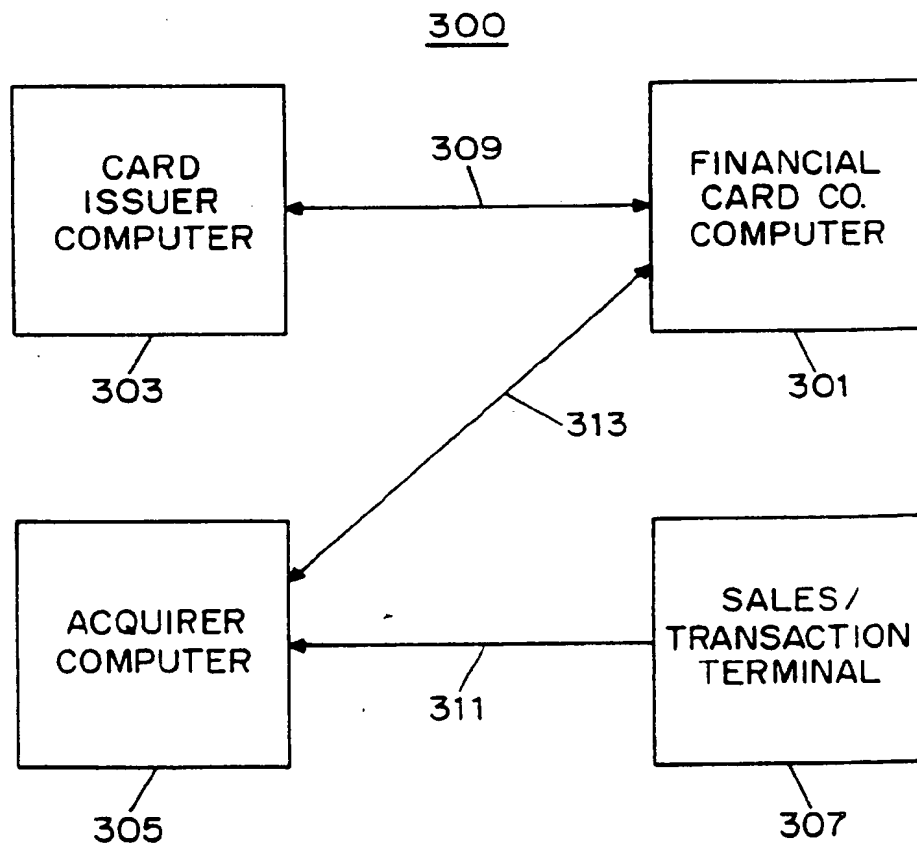 300
CARD
ISSUER
COMPUTER
309
FINANCIAL
CARD CO.
COMPUTER
303
301
313
ACQUIRER
COMPUTER
SALES/
TRANSACTION
TERMINAL
311
305
307